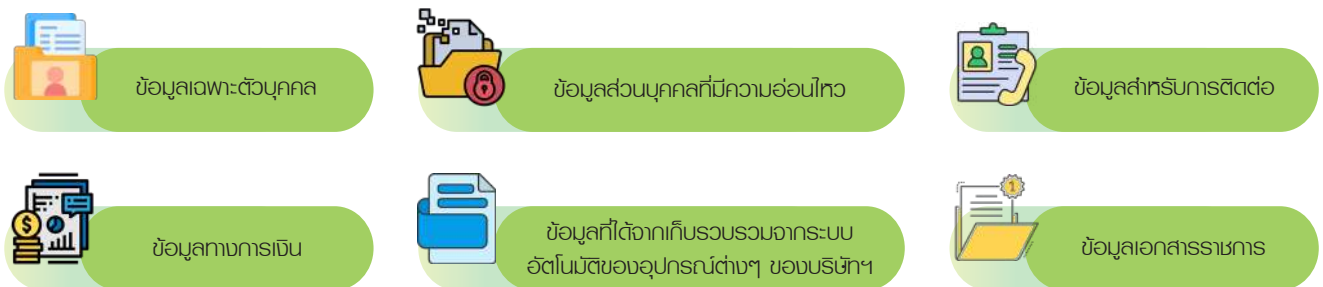 ข้อมูลเฉพาะตัวบุคคล
ข้อมูลส่วนบุคคลที่มีความอ่อนไหว
ข้อมูลสำหรับการติดต่อ
ข้อมูลทางการเงิน
ข้อมูลที่ได้จากเก็บรวบรวมจากระบบ
อัตโนมัติของอุปกรณ์ต่างๆ ของบริษัทฯ
1
ข้อมูลเอกสารราชการ